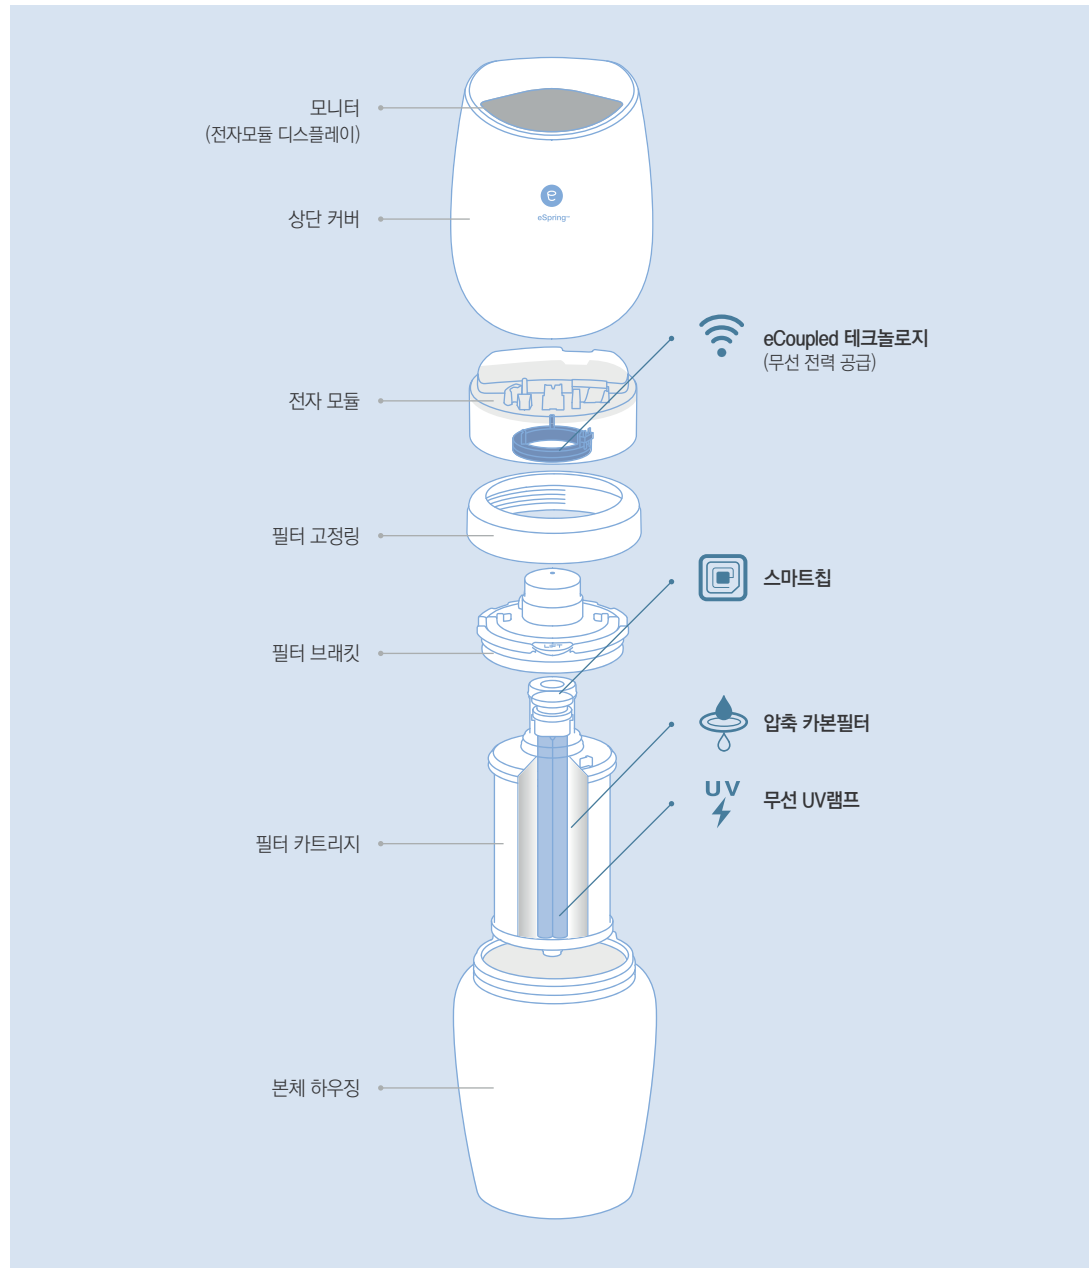 모니터
(전자모듈 디스플레이)
eSpring™
상단 커버
eCoupled 테크놀로지
(무선 전력 공급)
전자 모듈
필터 고정링
스마트칩
필터 브래킷
압축 카본필터
UV
무선 UV램프
필터 카트리지
본체 하우징